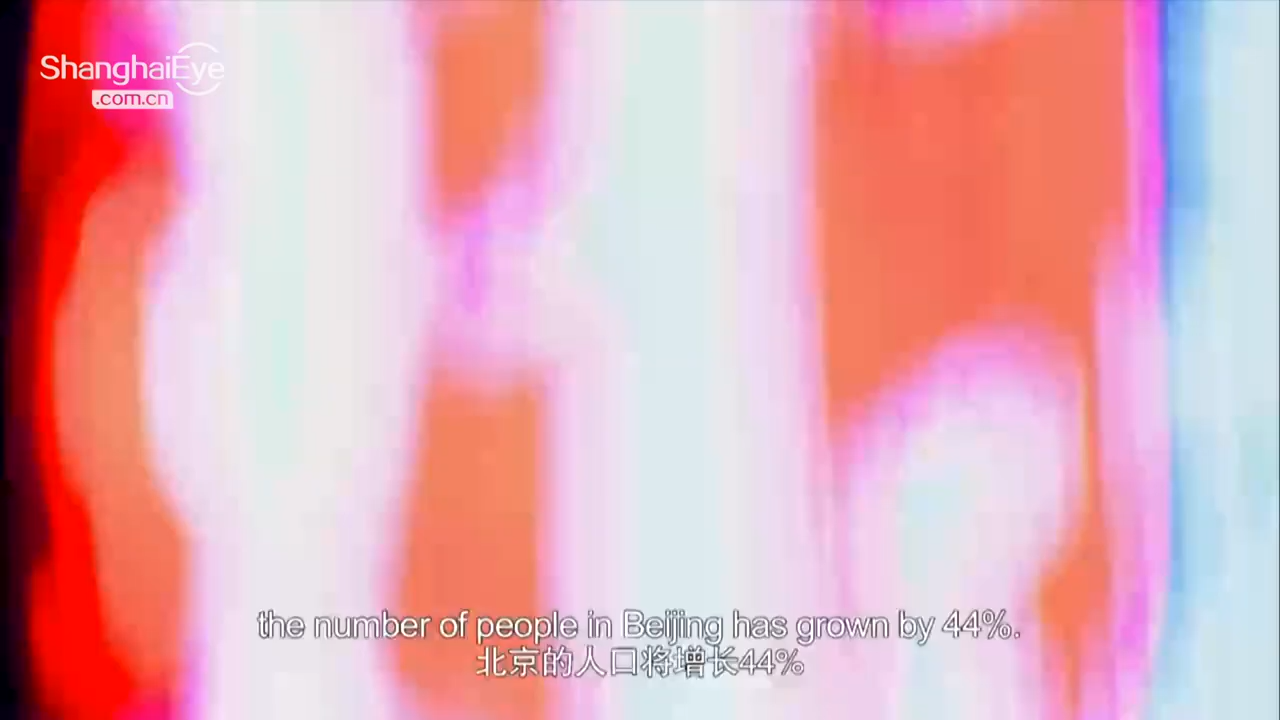 ShanghaiEye
.com.cn
the number of people in Beijing has grown by 44%.
北京的人口将增长44%